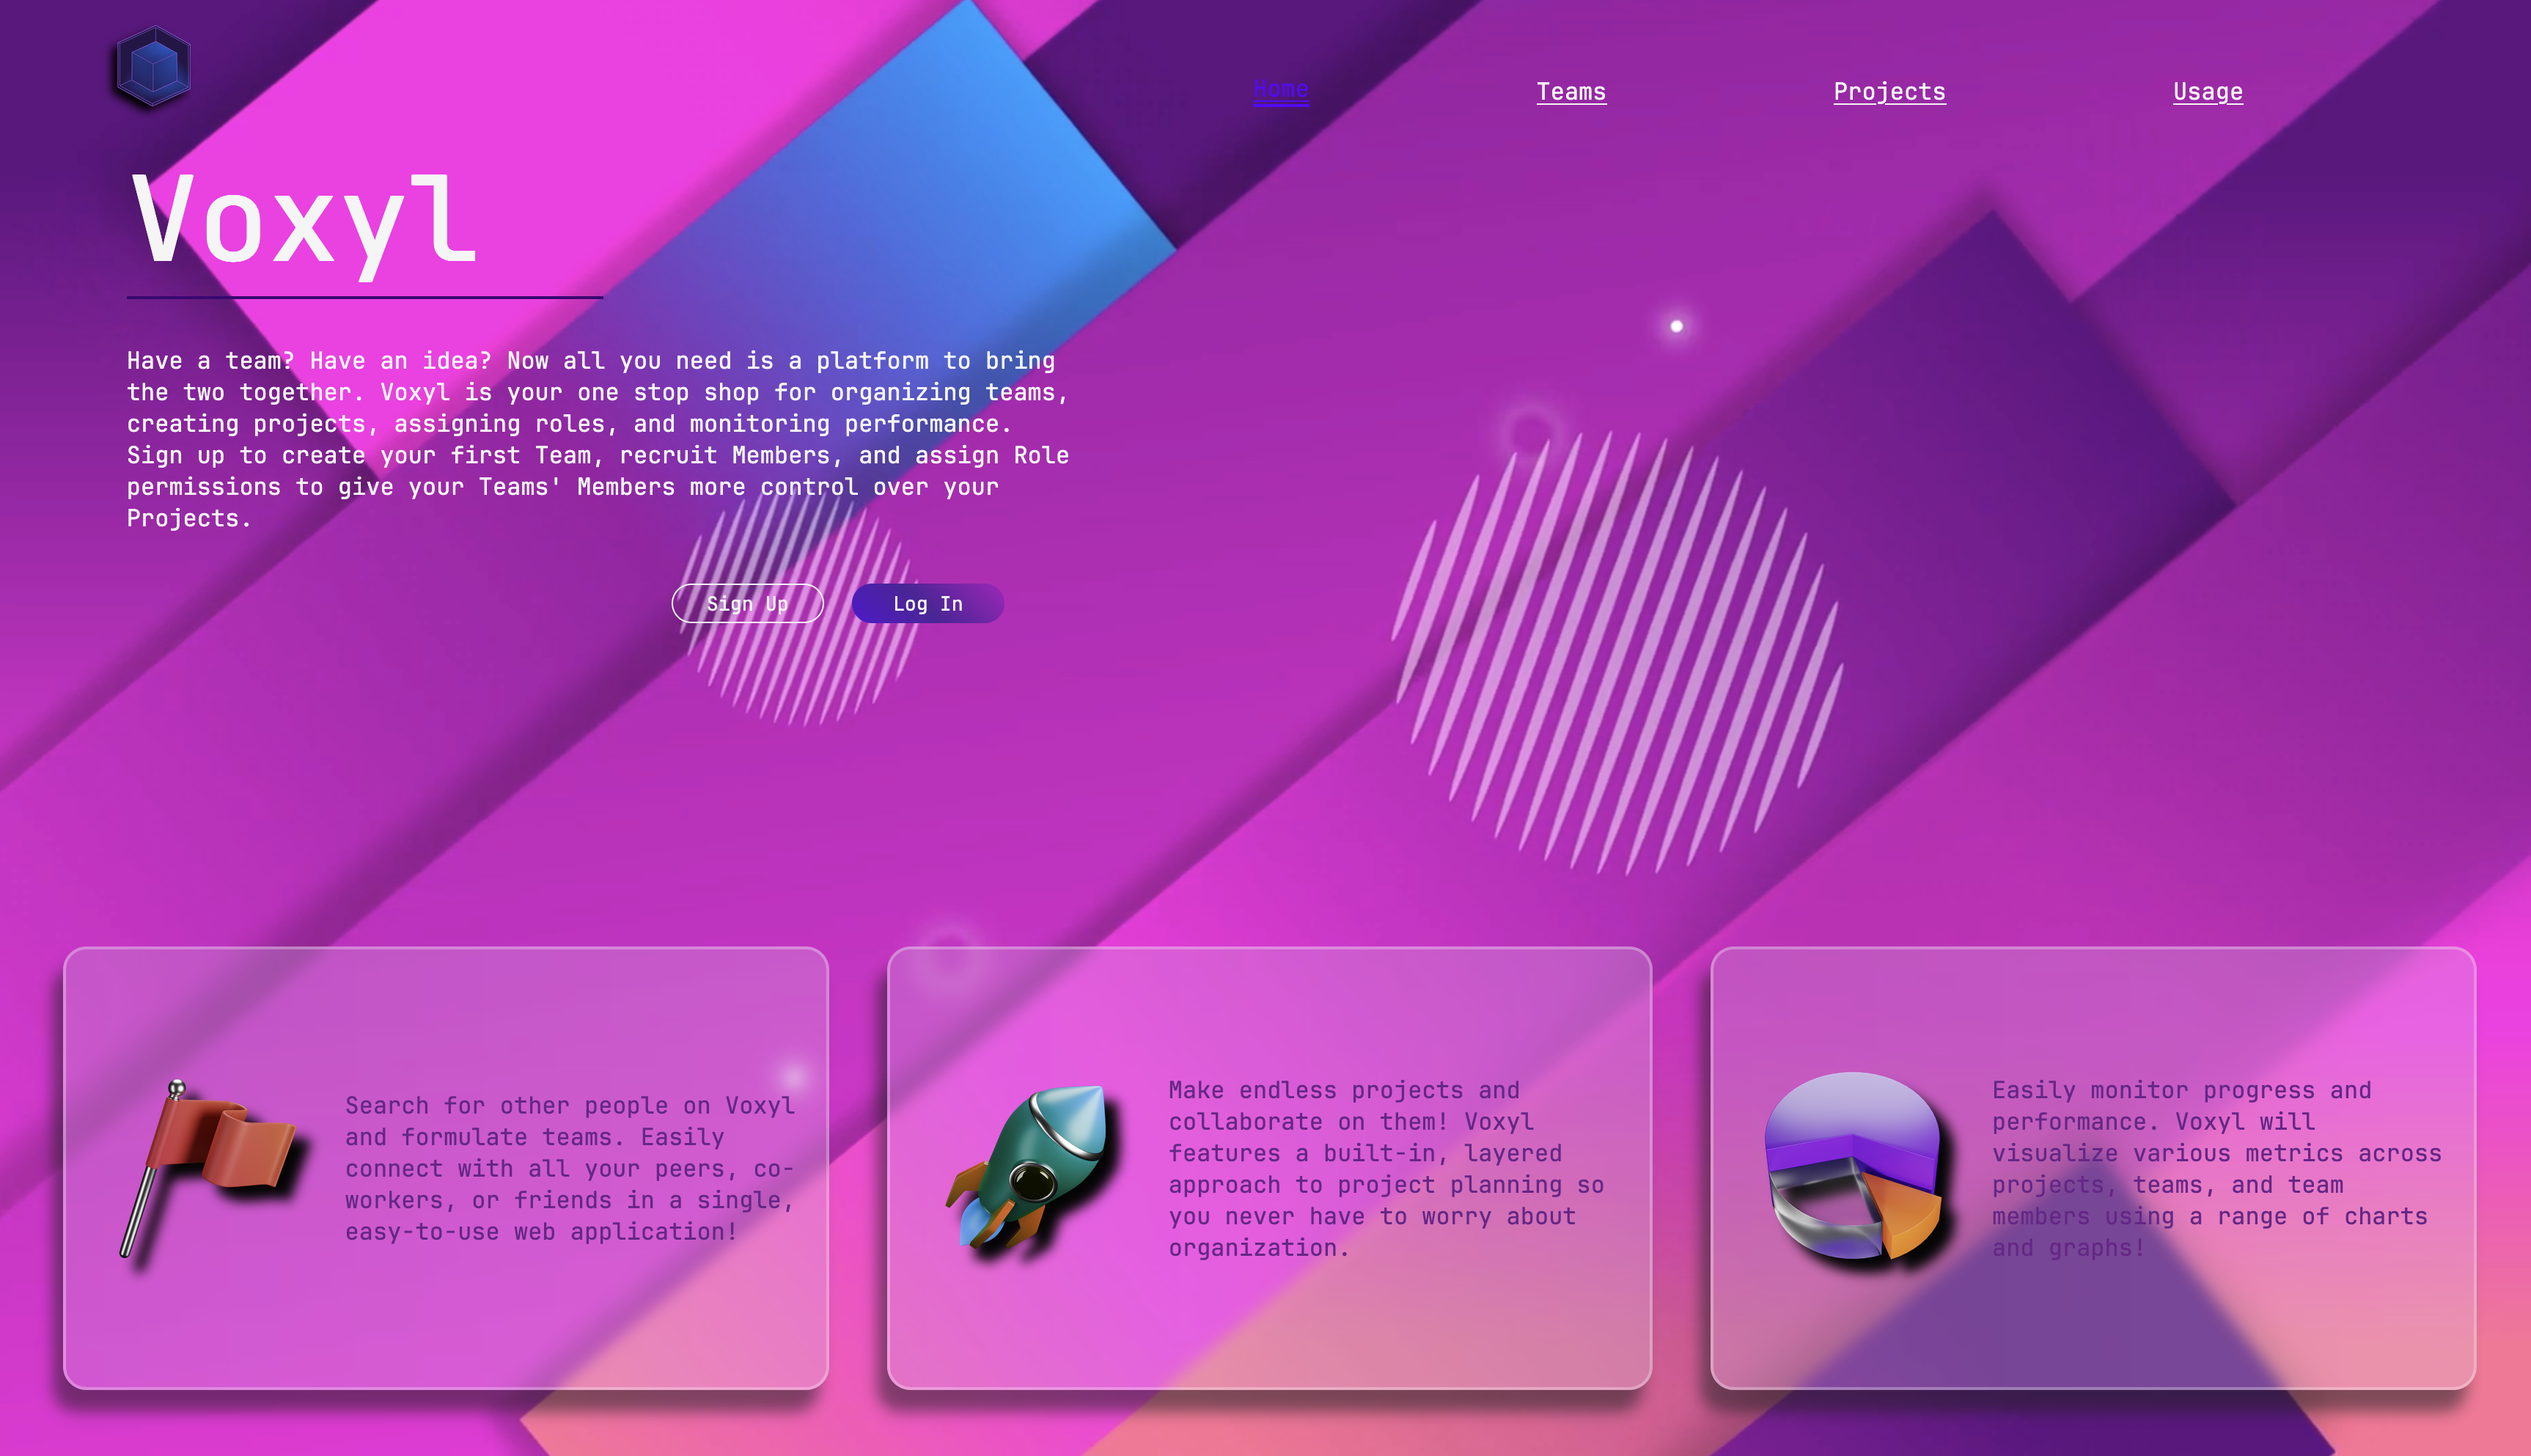 Home
Teams
Projects
Usage
Voxyl
Have a team? Have an idea? Now all you need is a platform to bring
the two together. Voxyl is your one stop shop for organizing teams,
creating projects, assigning roles, and monitoring performance.
Sign up to create your first Team, recruit Members, and assign Role
permissions to give your Teams' Members more control over your
Projects.
Sign Up
Log In
Search for other people on Voxyl
and formulate teams. Easily
connect with all your peers, co-
workers, or friends in a single,
easy-to-use web application!
Make endless projects and
collaborate on them! Voxyl
features a built-in, layered
approach to project planning so
you never have to worry about
organization.
Easily monitor progress and
performance. Voxyl will
visualize various metrics across
projects, teams, and team
members using a range of charts
and graphs!